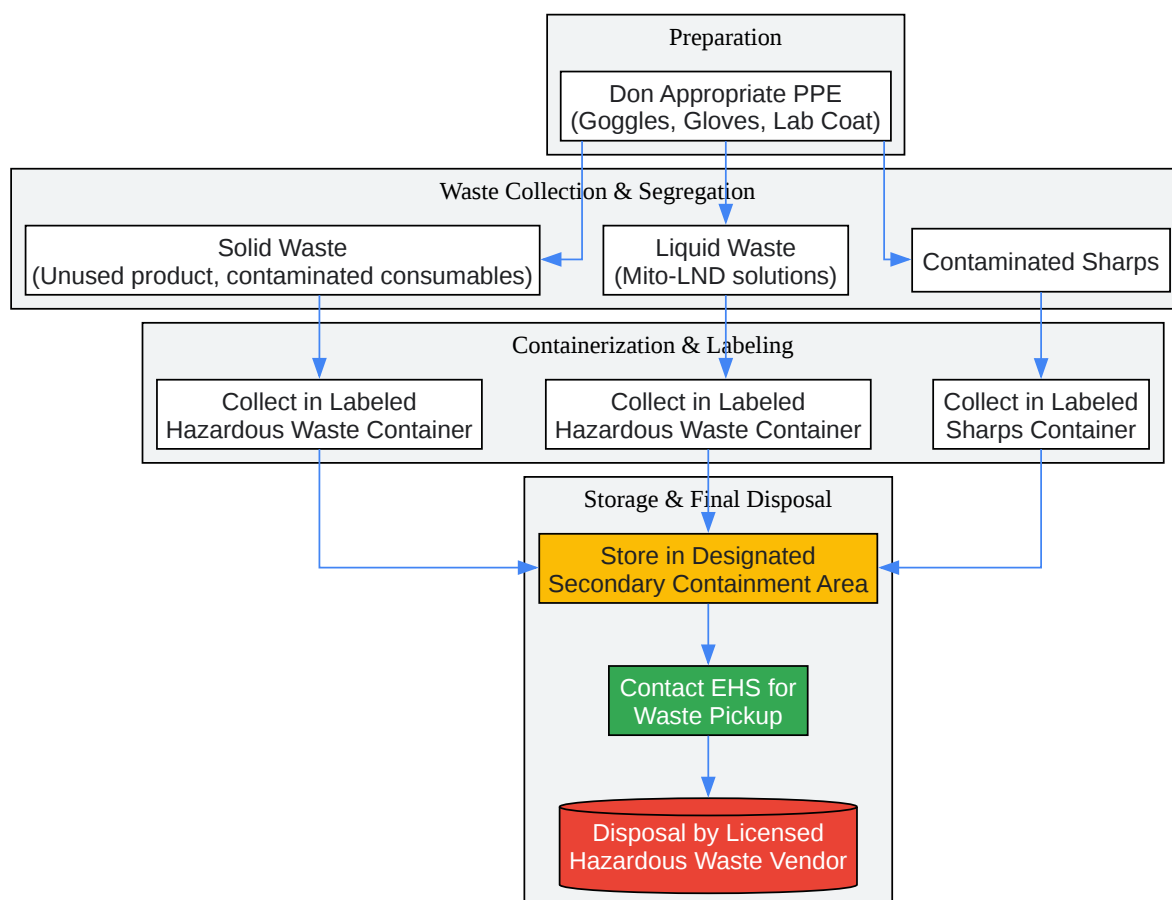 Preparation
Don Appropriate PPE
(Goggles, Gloves, Lab Coat)
Waste Collection & Segregation
Solid Waste
(Unused product, contaminated consumables)
Liquid Waste
(Mito-LND solutions)
Contaminated Sharps
Containerization & Labeling
Collect in Labeled
Hazardous Waste Container
Collect in Labeled
Hazardous Waste Container
Collect in Labeled
Sharps Container
Storage & Final Disposal
Store in Designated
Secondary Containment Area
Contact EHS for
Waste Pickup
Disposal by Licensed
Hazardous Waste Vendor